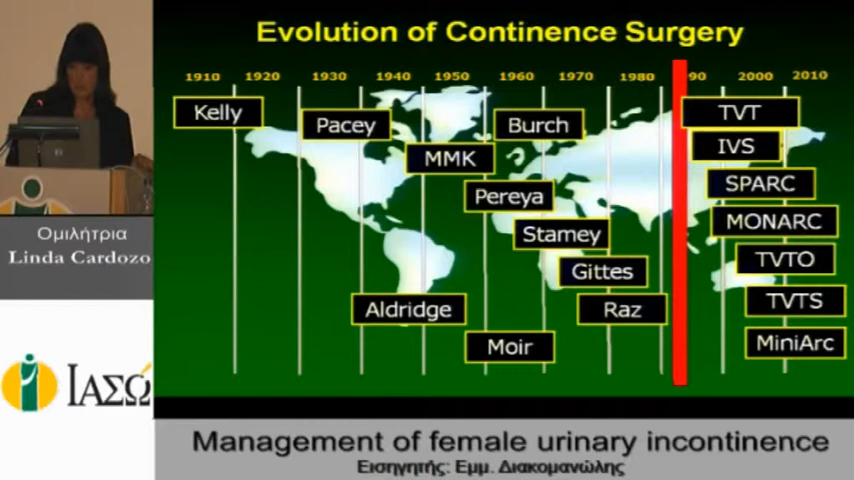 Evolution of Continence Surgery
1910 1920 1930 1940 1950 1960 1970 1980 90 2000 2010
Kelly
Pacey
Burch
TVT
MMK
IVS
Pereya
SPARC
Stamey
MONARC
Gittes
TVTO
Aldridge
Raz
TVTS
Moir
MiniArc
Ομιλήτρια
Linda Cardozo
ΙΑΣΩ
Management of female urinary incontinence
Εισηγητής: Εμμ. Διακομανώλης